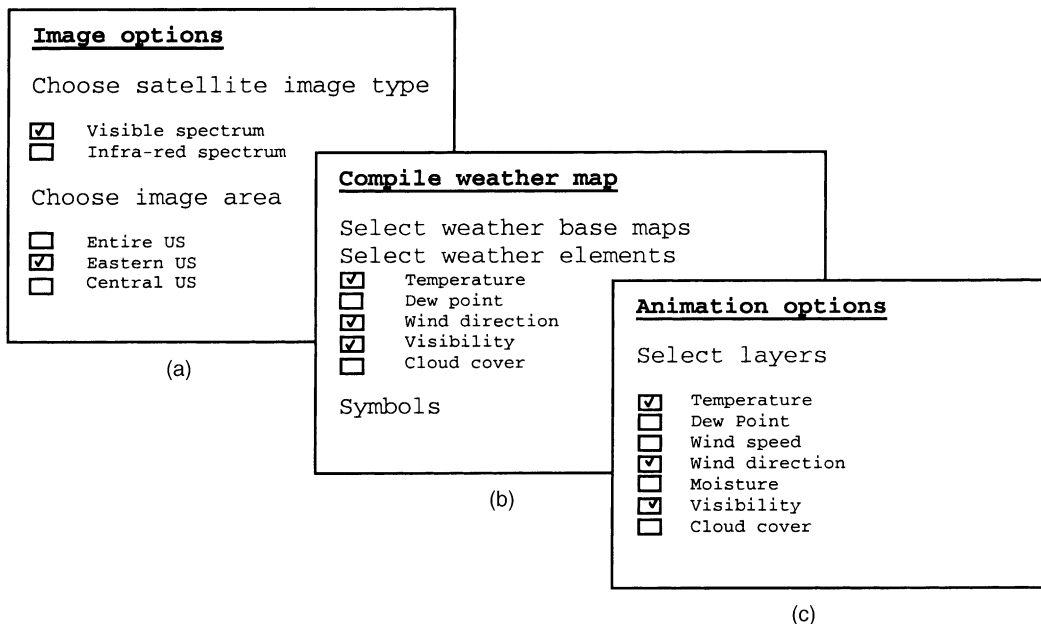 Image options
Choose satellite image type
Visible spectrum
Infra-red spectrum
Choose image area
Entire US
Eastern US
Central US
(a)
Compile weather map
Select weather base maps
Select weather elements
Temperature
Dew point
Wind direction
Visibility
Cloud cover
Symbols
(b)
Animation options
Select layers
Temperature
Dew Point
Wind speed
Wind direction
Moisture
Visibility
Cloud cover
(c)